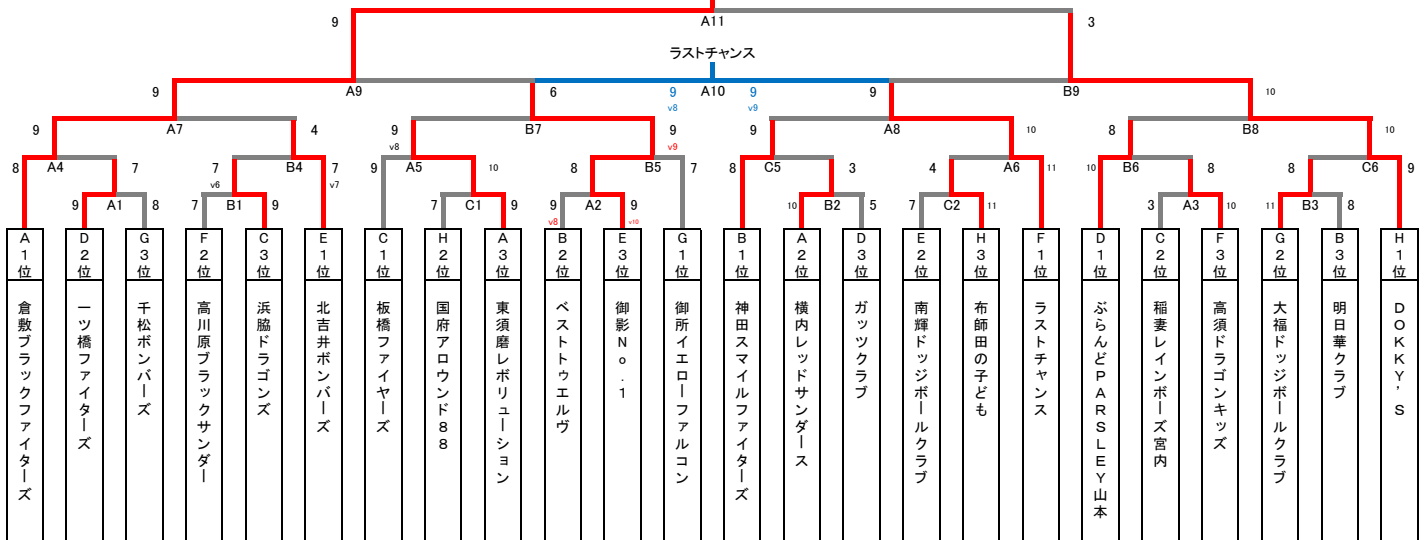 9 A11 3
ラストチャンス
9 A9 6 9 A10 9 9 B9 10
v8 v9
9 A7 4 9 B7 9 9 A8 10 8 B8 10
v8 v9
8 A4 7 7 B4 7 9 A5 10 8 B5 7 8 C5 3 4 A6 11 10 B6 8 8 C6 9
v6 v7
9 A1 8 7 B1 9 7 C1 9 9 A2 9 10 B2 5 7 C2 11 3 A3 10 11 B3 8
v8 v10
A1位 倉敷ブラックファイターズ
D2位 一ツ橋ファイターズ
G3位 千松ボンバーズ
F2位 高川原ブラックサンダー
C3位 浜脇ドラゴンズ
E1位 北吉井ボンバーズ
C1位 板橋ファイヤーズ
H2位 国府アロウンド88
A3位 東須磨レボリューション
B2位 ベストトゥエルヴ
E3位 御影No.1
G1位 御所イエローファルコン
B1位 神田スマイルファイターズ
A2位 横内レッドサンダース
D3位 ガッツクラブ
E2位 南輝ドッジボールクラブ
H3位 布師田の子ども
F1位 ラストチャンス
D1位 ぶらんどPARSLEY山本
C2位 稲妻レインボーズ宮内
F3位 高須ドラゴンキッズ
G2位 大福ドッジボールクラブ
B3位 明日華クラブ
H1位 DOKKY'S